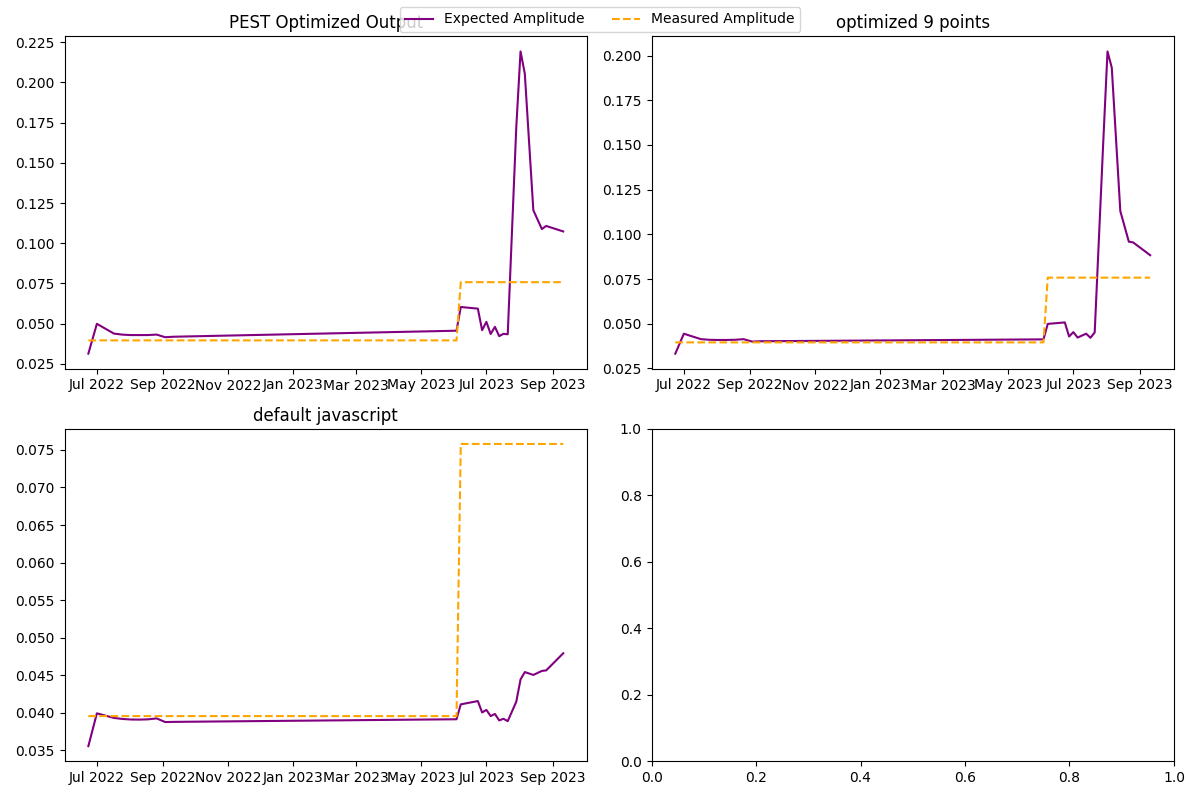 PEST Optimized Output
Expected Amplitude
Measured Amplitude
optimized 9 points
0.225
0.200
0.175
0.150
0.125
0.100
0.075
0.050
0.025
Jul 2022
Sep 2022
Nov 2022
Jan 2023
Mar 2023
May 2023
Jul 2023
Sep 2023
0.200
0.175
0.150
0.125
0.100
0.075
0.050
0.025
Jul 2022
Sep 2022
Nov 2022
Jan 2023
Mar 2023
May 2023
Jul 2023
Sep 2023
default javascript
0.075
0.070
0.065
0.060
0.055
0.050
0.045
0.040
0.035
Jul 2022
Sep 2022
Nov 2022
Jan 2023
Mar 2023
May 2023
Jul 2023
Sep 2023
1.0
0.8
0.6
0.4
0.2
0.0
0.0
0.2
0.4
0.6
0.8
1.0